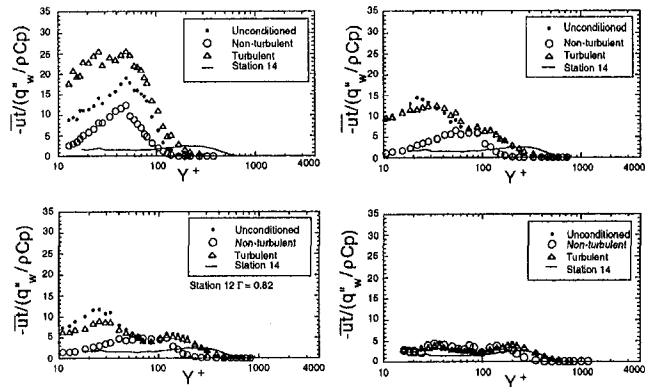 35
30
25
20
15
10
5
0
-ut/(q"w/ρCp)
Unconditioned
Non-turbulent
Turbulent
Station 14
10 100 1000 4000
Y+
35
30
25
20
15
10
5
0
-ut/(q"w/ρCp)
Unconditioned
Non-turbulent
Turbulent
Station 14
10 100 1000 4000
Y+
35
30
25
20
15
10
5
0
-ut/(q"w/ρCp)
Unconditioned
Non-turbulent
Turbulent
Station 14
Station 12 Γ = 0.82
10 100 1000 4000
Y+
35
30
25
20
15
10
5
0
-ut/(q"w/ρCp)
Unconditioned
Non-turbulent
Turbulent
Station 14
10 100 1000 4000
Y+